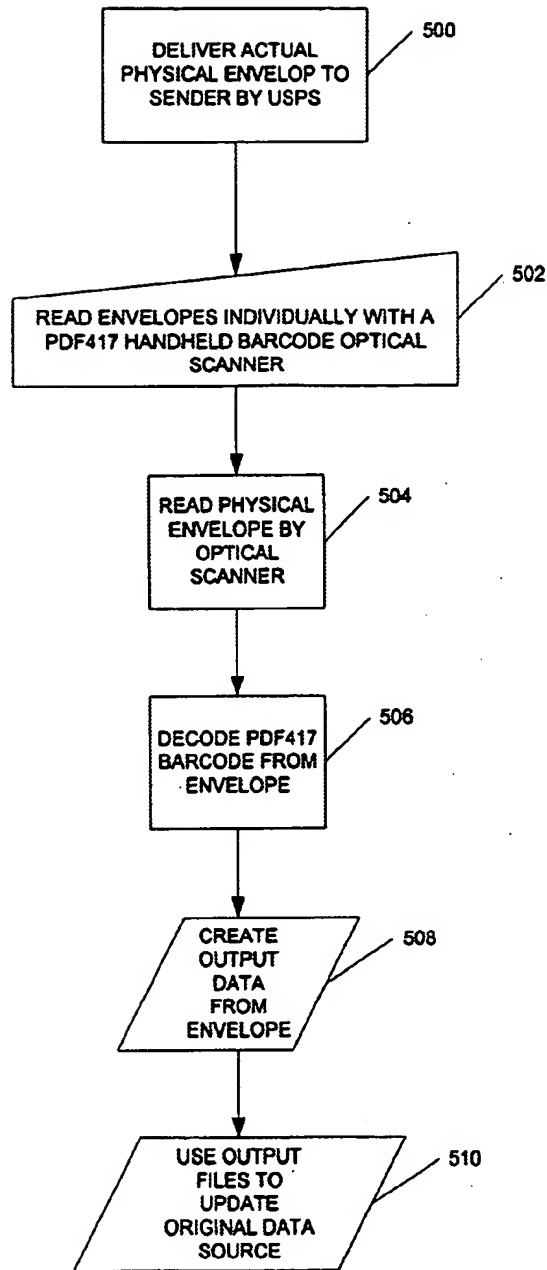 DELIVER ACTUAL
PHYSICAL ENVELOP TO
SENDER BY USPS
500
READ ENVELOPES INDIVIDUALLY WITH A
PDF417 HANDHELD BARCODE OPTICAL
SCANNER
502
READ PHYSICAL
ENVELOPE BY
OPTICAL
SCANNER
504
DECODE PDF417
BARCODE FROM
ENVELOPE
506
CREATE
OUTPUT
DATA
FROM
ENVELOPE
508
USE OUTPUT
FILES TO
UPDATE
ORIGINAL DATA
SOURCE
510